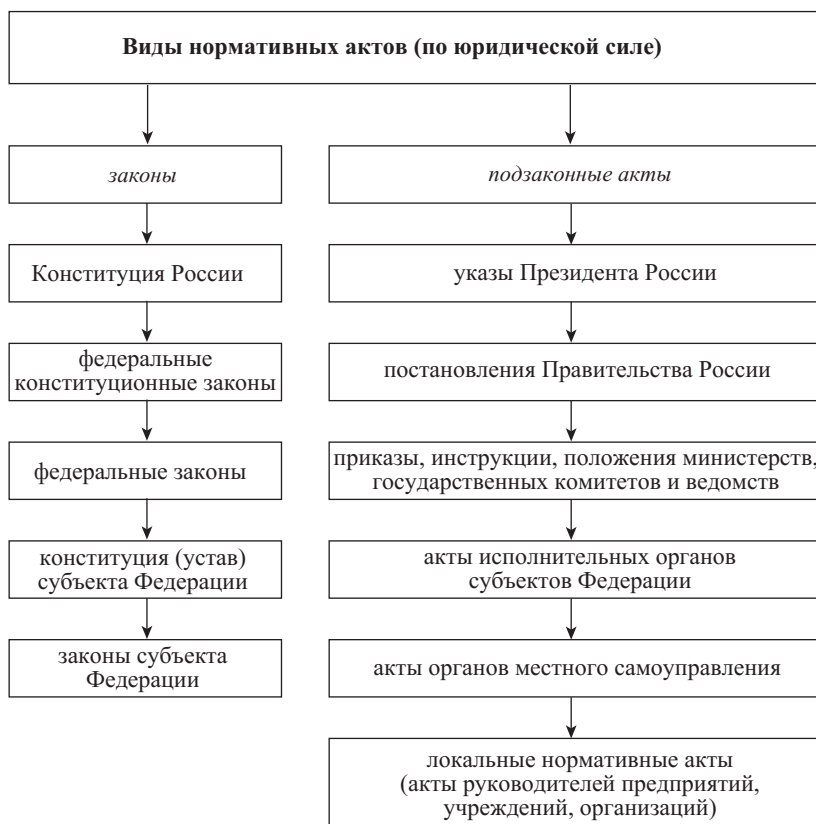 Виды нормативных актов (по юридической силе)
законы
подзаконные акты
Конституция России
указы Президента России
федеральные
конституционные законы
постановления Правительства России
федеральные законы
приказы, инструкции, положения министерств,
государственных комитетов и ведомств
конституция (устав)
субъекта Федерации
акты исполнительных органов
субъектов Федерации
законы субъекта
Федерации
акты органов местного самоуправления
локальные нормативные акты
(акты руководителей предприятий,
учреждений, организаций)